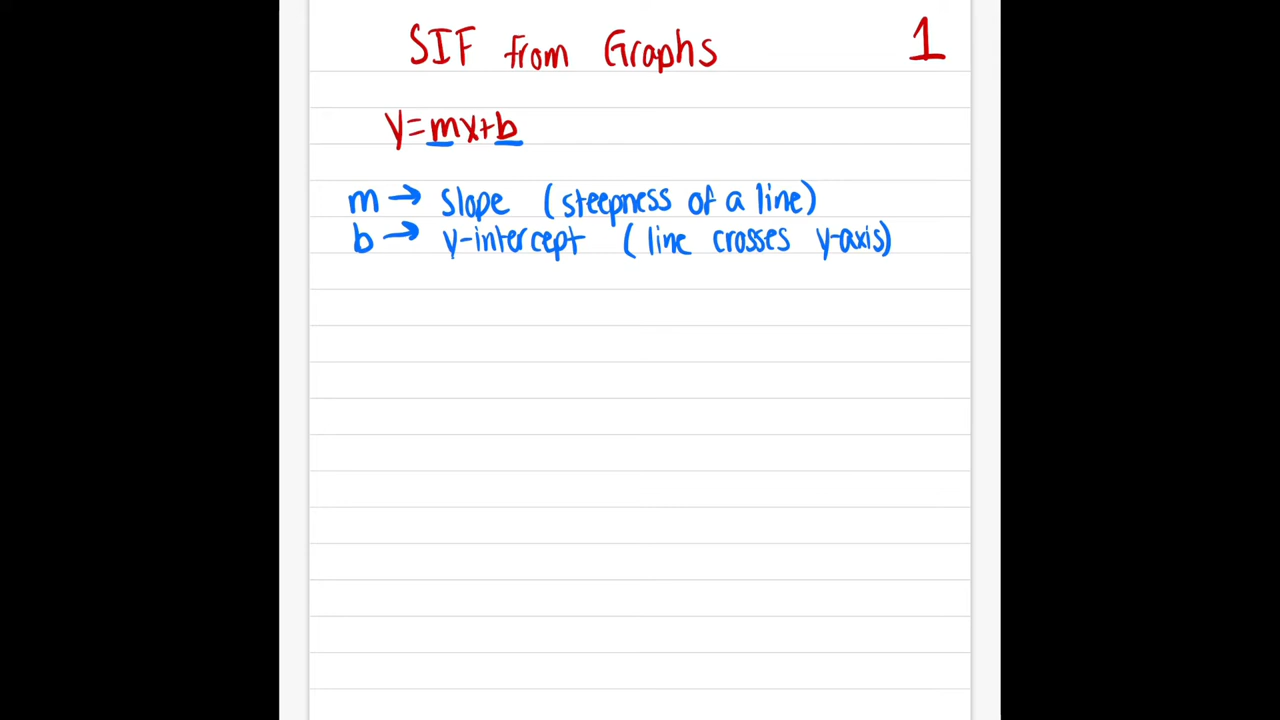 SIF from Graphs 1
y=mx+b
m → slope (steepness of a line)
b → y-intercept (line crosses y-axis)